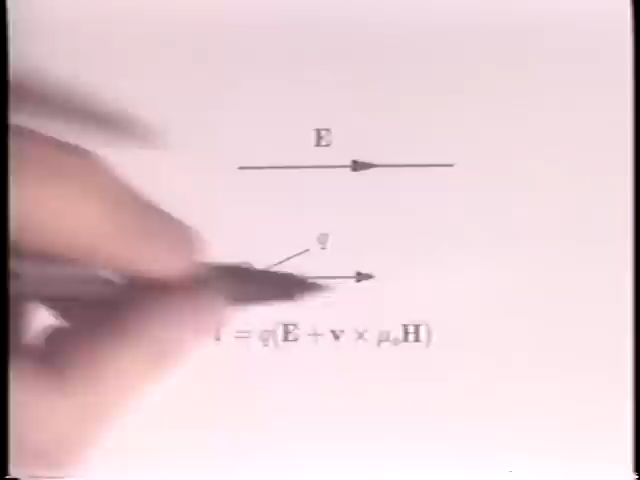 E
q
= q(E + v × μ₀H)